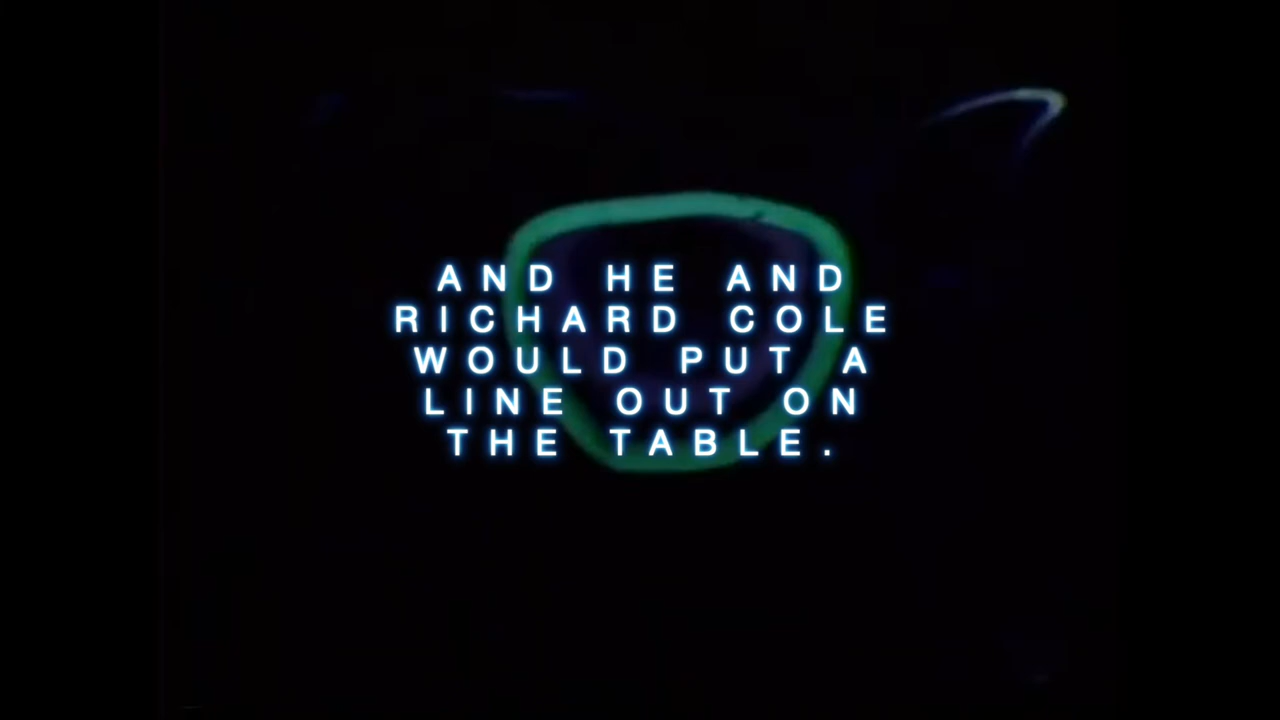 AND HE AND
RICHARD COLE
WOULD PUT A
LINE OUT ON
THE TABLE.